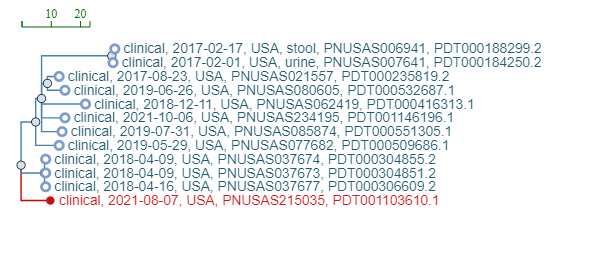 10 20
clinical, 2017-02-17, USA, stool, PNUSAS006941, PDT000188299.2
clinical, 2017-02-01, USA, urine, PNUSAS007641, PDT000184250.2
clinical, 2017-08-23, USA, PNUSAS021557, PDT000235819.2
clinical, 2019-06-26, USA, PNUSAS080605, PDT000532687.1
clinical, 2018-12-11, USA, PNUSAS062419, PDT000416313.1
clinical, 2021-10-06, USA, PNUSAS234195, PDT001146196.1
clinical, 2019-07-31, USA, PNUSAS085874, PDT000551305.1
clinical, 2019-05-29, USA, PNUSAS077682, PDT000509686.1
clinical, 2018-04-09, USA, PNUSAS037674, PDT000304855.2
clinical, 2018-04-09, USA, PNUSAS037673, PDT000304851.2
clinical, 2018-04-16, USA, PNUSAS037677, PDT000306609.2
clinical, 2021-08-07, USA, PNUSAS215035, PDT001103610.1